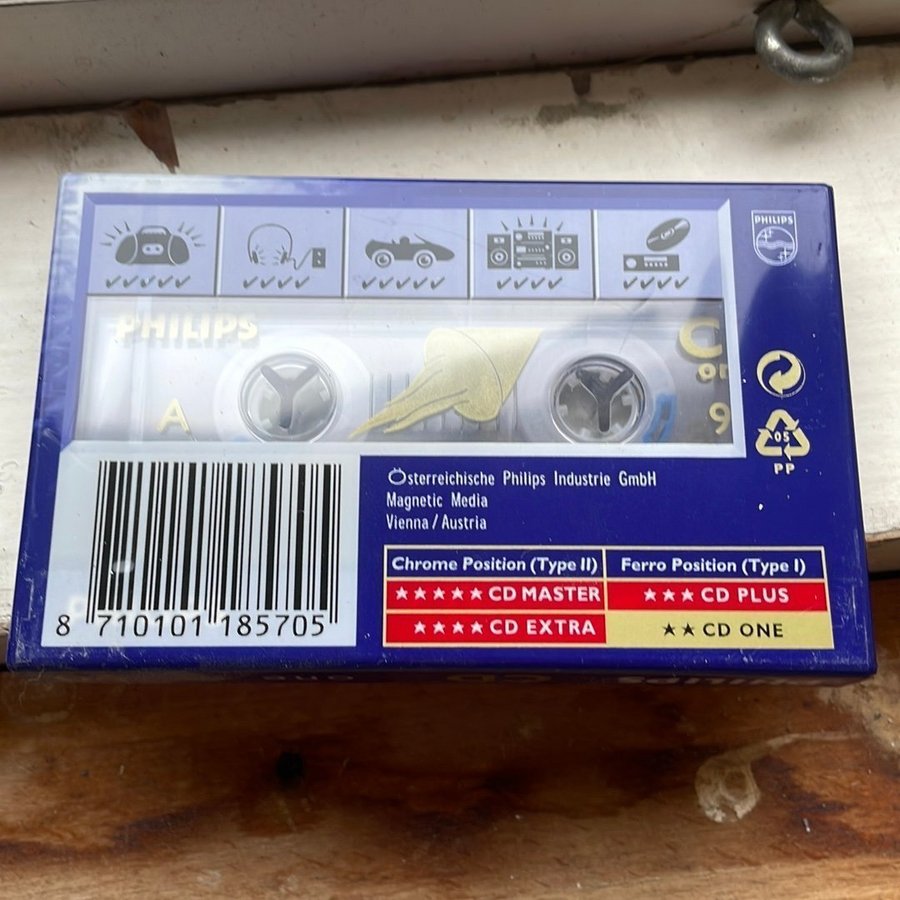 PHILIPS
PHILIPS
A
05
PP
Österreichische Philips Industrie GmbH
Magnetic Media
Vienna / Austria
Chrome Position (Type II) Ferro Position (Type I)
★★★★★ CD MASTER ★★★ CD PLUS
★★★★ CD EXTRA ★★ CD ONE
8 710101 185705